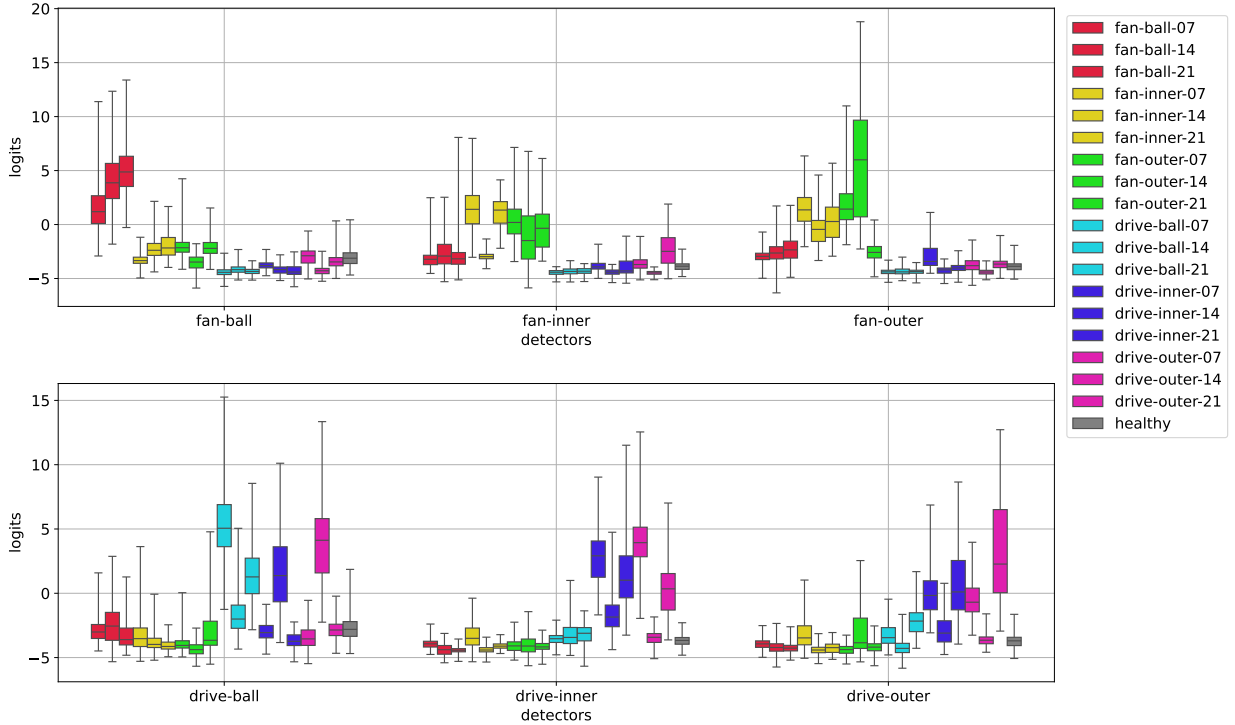 20
15
10
5
0
−5
logits
fan-ball
fan-inner
fan-outer
detectors
fan-ball-07
fan-ball-14
fan-ball-21
fan-inner-07
fan-inner-14
fan-inner-21
fan-outer-07
fan-outer-14
fan-outer-21
drive-ball-07
drive-ball-14
drive-ball-21
drive-inner-07
drive-inner-14
drive-inner-21
drive-outer-07
drive-outer-14
drive-outer-21
healthy
15
10
5
0
−5
logits
drive-ball
drive-inner
drive-outer
detectors